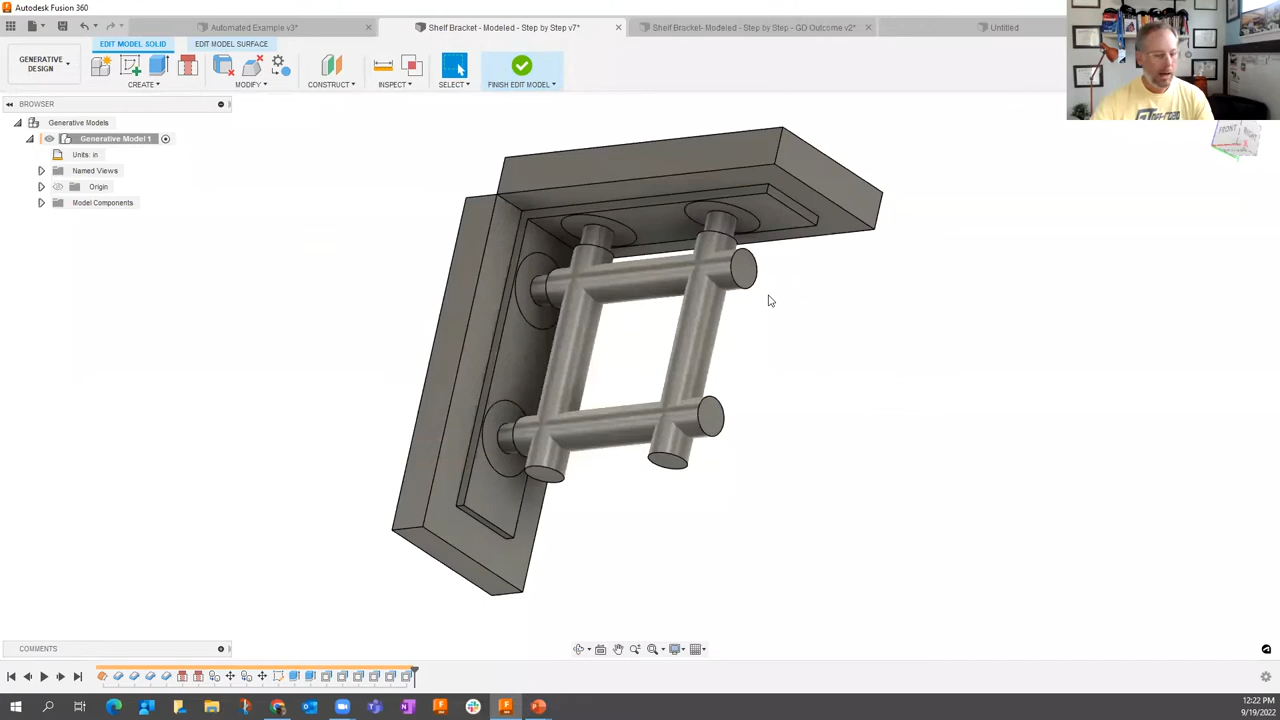 Autodesk Fusion 360
Automated Example v3*
Shelf Bracket - Modeled - Step by Step v7*
Shelf Bracket- Modeled - Step by Step - GD Outcome v2*
Untitled
GENERATIVE DESIGN
EDIT MODEL SOLID
EDIT MODEL SURFACE
CREATE
MODIFY
CONSTRUCT
INSPECT
SELECT
FINISH EDIT MODEL
BROWSER
Generative Models
Generative Model 1
Units: in
Named Views
Origin
Model Components
FRONT
RIGHT
COMMENTS
12:22 PM
9/19/2022